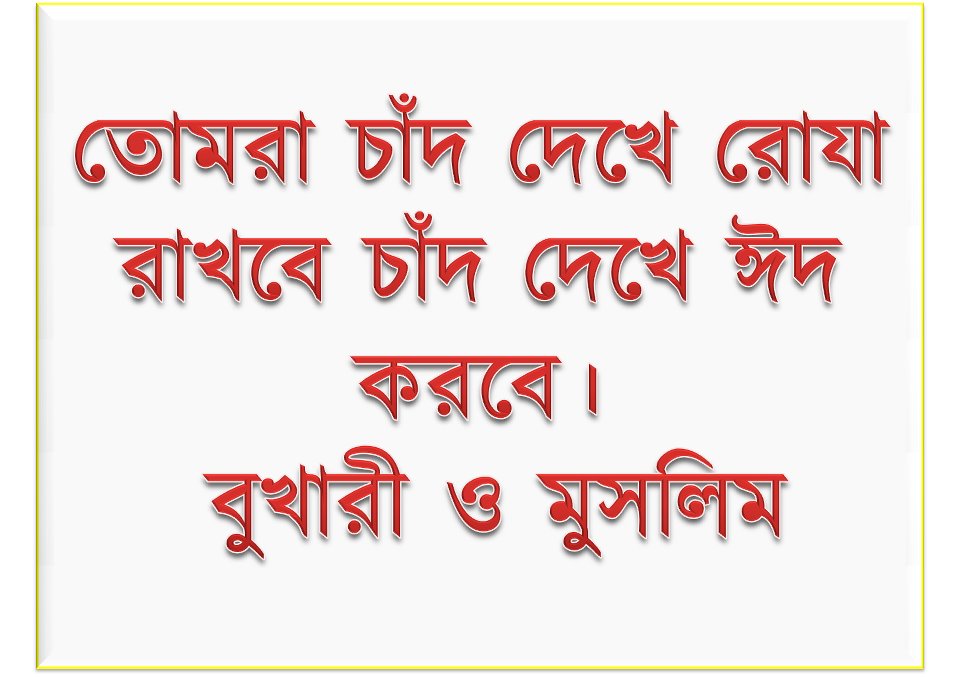 তোমরা চাঁদ দেখে রোযা
রাখবে চাঁদ দেখে ঈদ
করবে।
বুখারী ও মুসলিম